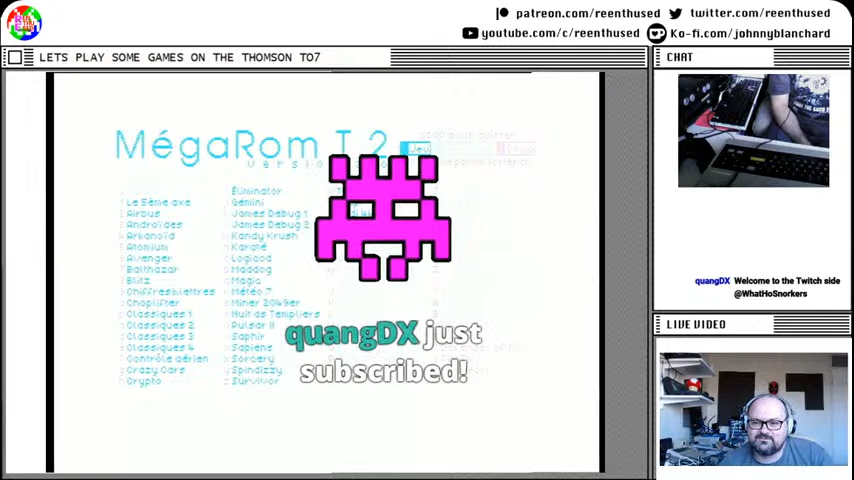 patreon.com/reenthused
twitter.com/reenthused
youtube.com/c/reenthused
Ko-fi.com/johnnyblanchard
LETS PLAY SOME GAMES ON THE THOMSON TO7
CHAT
MégaRom T.2
Jeu
Le 5ème axe
Airbus
Androïdes
Arkanoïd
Atomium
Avenger
Balthazar
Blitz
Chiffres&lettres
Choplifter
Classiques 1
Classiques 2
Classiques 3
Classiques 4
Contrôle aérien
Crazy Cars
Crypto
Éliminator
Gémini
James Debug 1
James Debug 2
Kandy Krush
Karaté
Logicod
Maddog
Magic
Météo 7
Miner 2049er
Nuit des Templiers
Pulsar II
Saphir
Sapiens
Sorcery
Spindizzy
Survivor
quangDX just
subscribed!
quangDX Welcome to the Twitch side
@WhatHoSnorkers
LIVE VIDEO